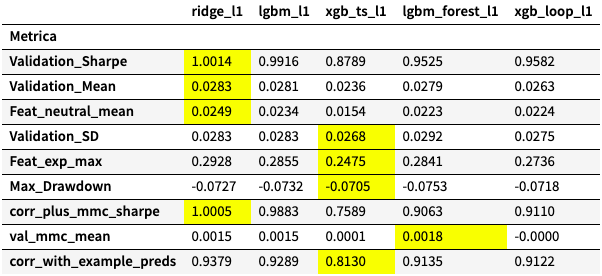 ridge_l1 lgbm_l1 xgb_ts_l1 lgbm_forest_l1 xgb_loop_l1
Metrica
Validation_Sharpe 1.0014 0.9916 0.8789 0.9525 0.9582
Validation_Mean 0.0283 0.0281 0.0236 0.0279 0.0263
Feat_neutral_mean 0.0249 0.0234 0.0154 0.0223 0.0224
Validation_SD 0.0283 0.0283 0.0268 0.0292 0.0275
Feat_exp_max 0.2928 0.2855 0.2475 0.2841 0.2736
Max_Drawdown -0.0727 -0.0732 -0.0705 -0.0753 -0.0718
corr_plus_mmc_sharpe 1.0005 0.9883 0.7589 0.9063 0.9110
val_mmc_mean 0.0015 0.0015 0.0001 0.0018 -0.0000
corr_with_example_preds 0.9379 0.9289 0.8130 0.9135 0.9122